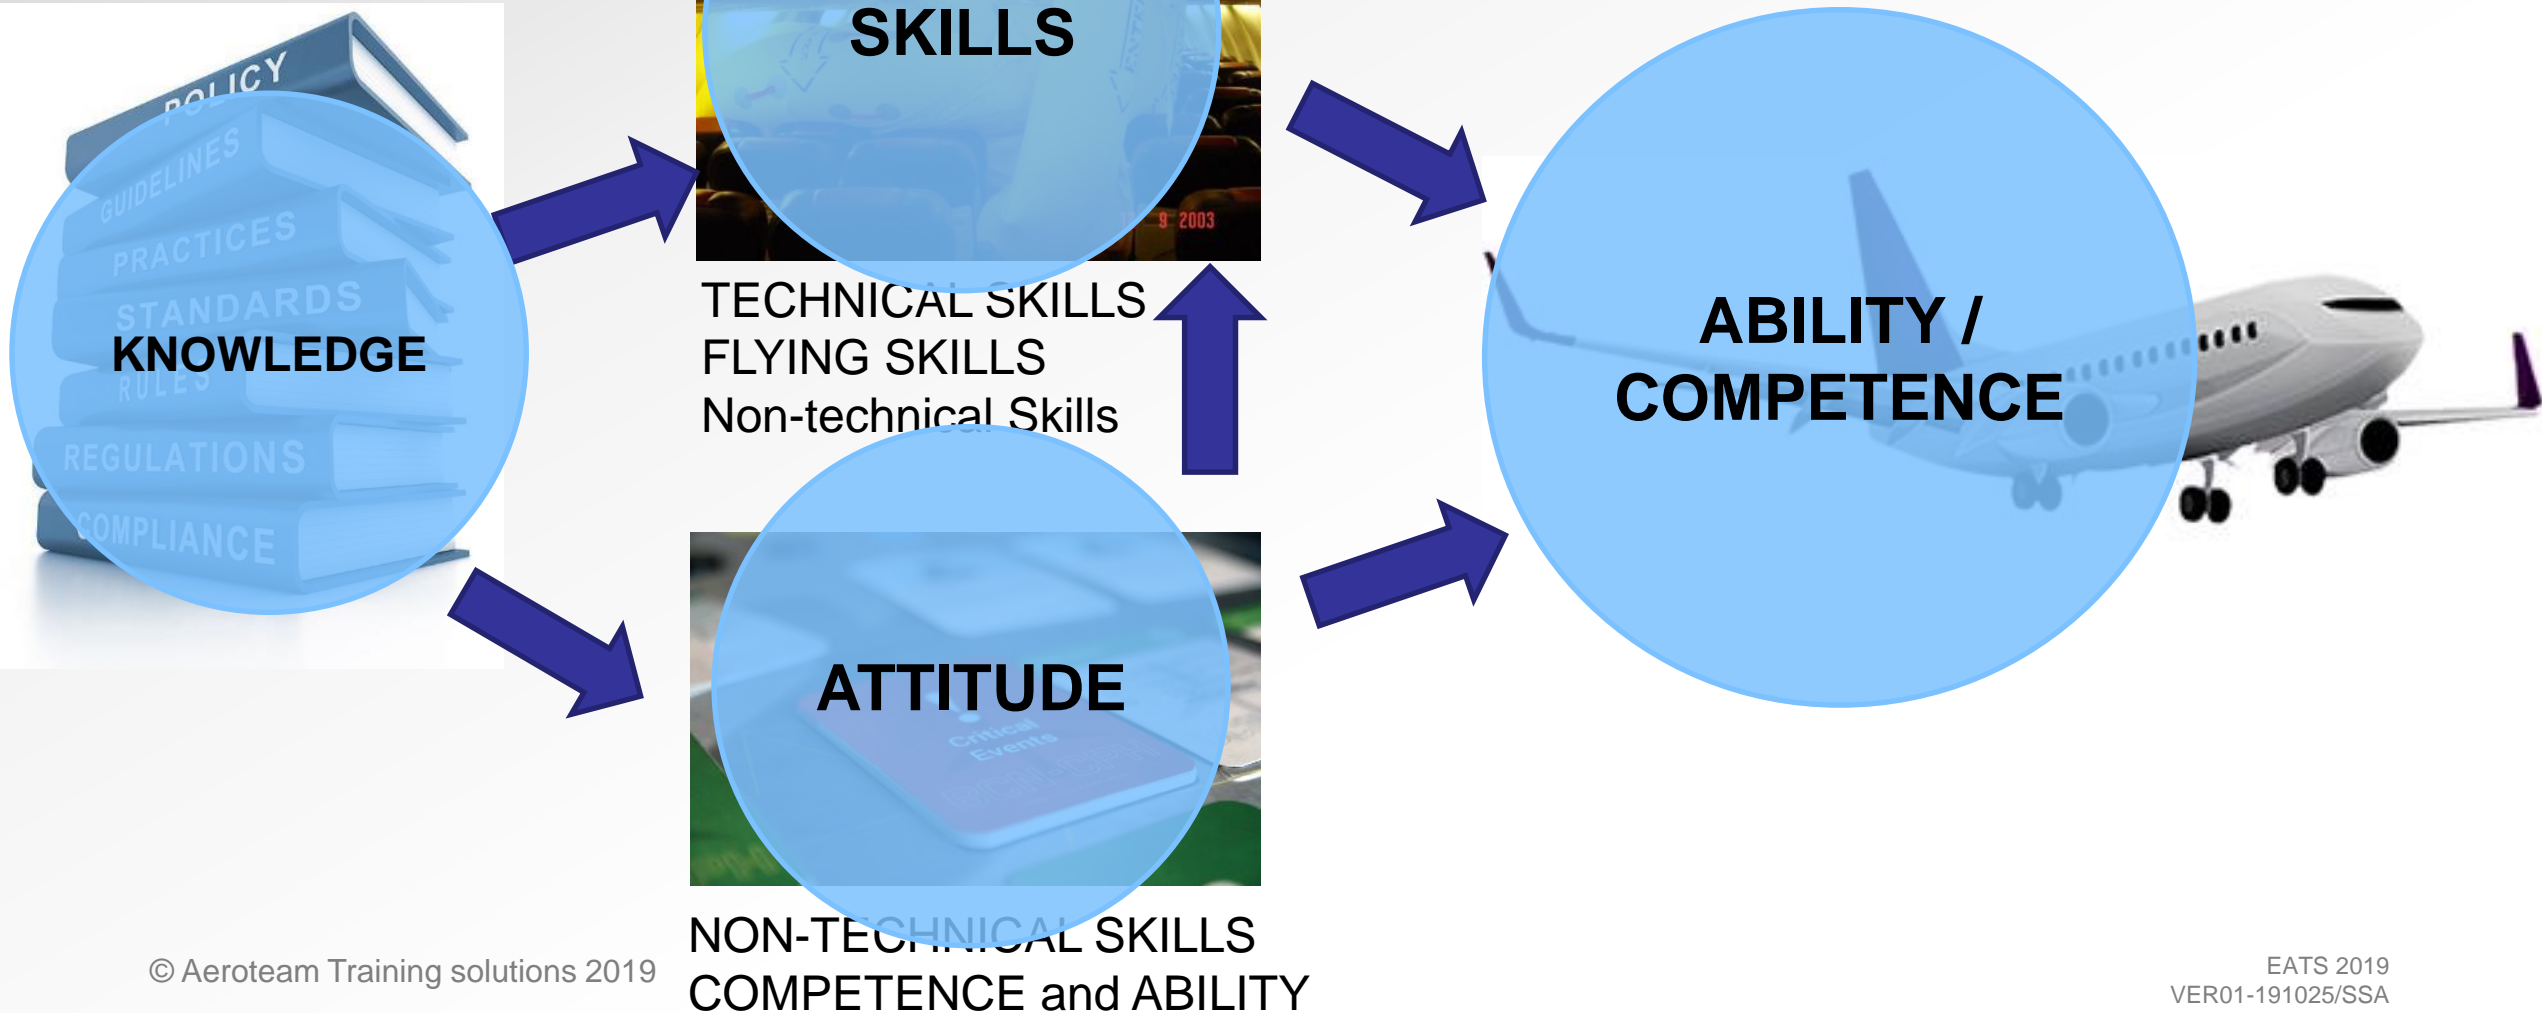 SKILLS
POLICY
GUIDELINES
PRACTICES
STANDARDS
KNOWLEDGE
RULES
REGULATIONS
COMPLIANCE
9 2003
TECHNICAL SKILLS
FLYING SKILLS
Non-technical Skills
ABILITY /
COMPETENCE
ATTITUDE
!
Critical
Events
NON-TECHNICAL SKILLS
COMPETENCE and ABILITY
© Aeroteam Training solutions 2019
EATS 2019
VER01-191025/SSA